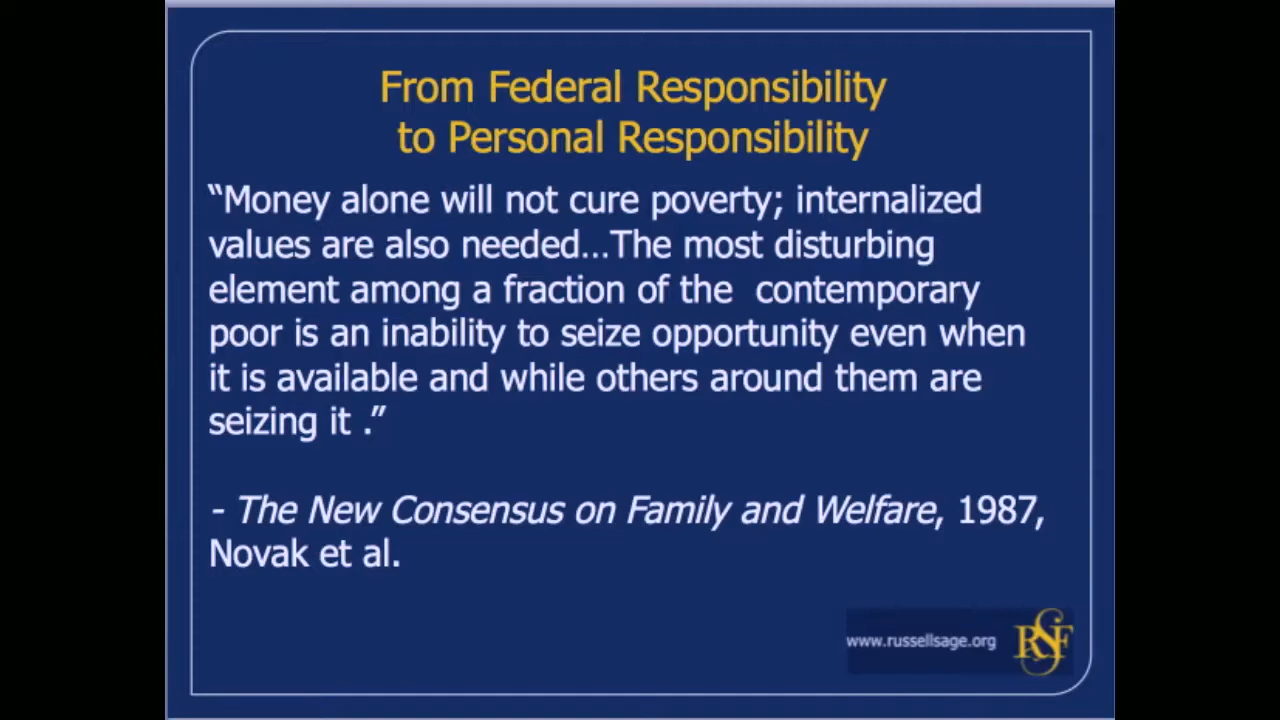 From Federal Responsibility
to Personal Responsibility
“Money alone will not cure poverty; internalized
values are also needed…The most disturbing
element among a fraction of the  contemporary
poor is an inability to seize opportunity even when
it is available and while others around them are
seizing it .”
- The New Consensus on Family and Welfare, 1987,
Novak et al.
www.russellsage.org RSF